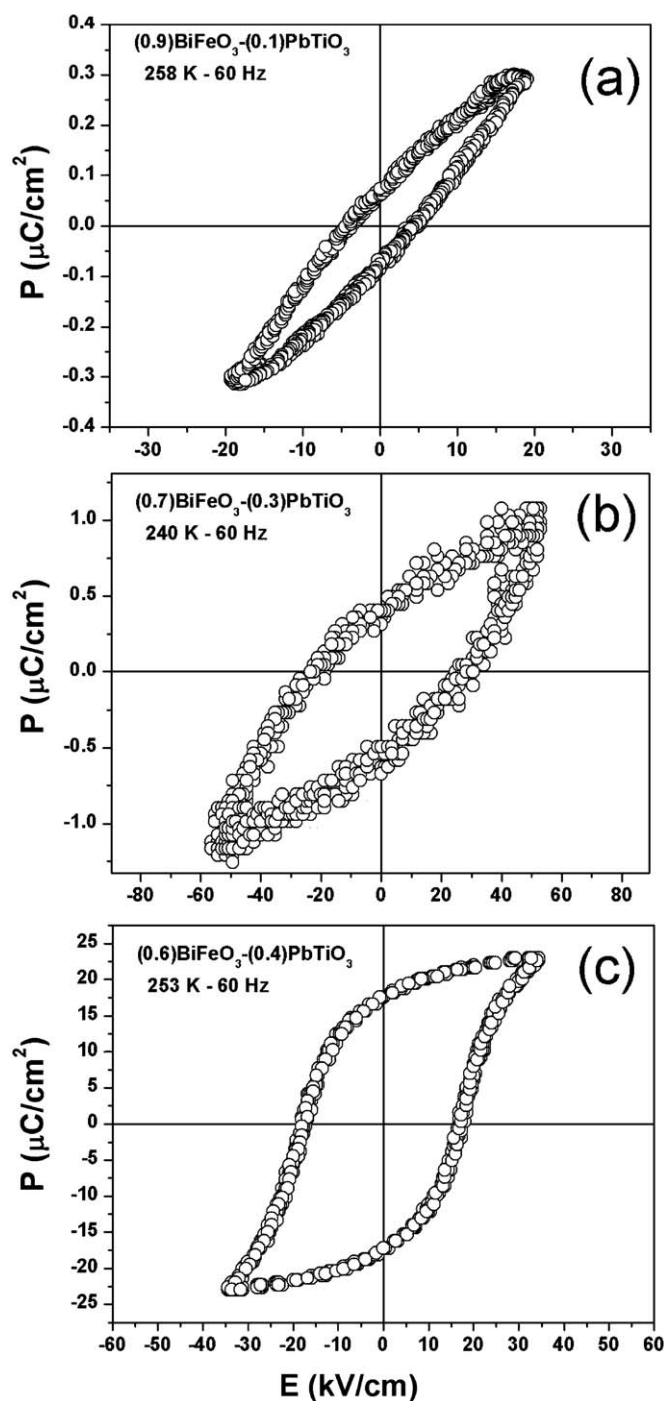 (0.9)BiFeO₃-(0.1)PbTiO₃
258 K - 60 Hz
(a)
0.4
0.3
0.2
0.1
0.0
-0.1
-0.2
-0.3
-0.4
P (μC/cm²)
-30 -20 -10 0 10 20 30
(0.7)BiFeO₃-(0.3)PbTiO₃
240 K - 60 Hz
(b)
1.0
0.5
0.0
-0.5
-1.0
P (μC/cm²)
-80 -60 -40 -20 0 20 40 60 80
(0.6)BiFeO₃-(0.4)PbTiO₃
253 K - 60 Hz
(c)
25
20
15
10
5
0
-5
-10
-15
-20
-25
P (μC/cm²)
-60 -50 -40 -30 -20 -10 0 10 20 30 40 50 60
E (kV/cm)